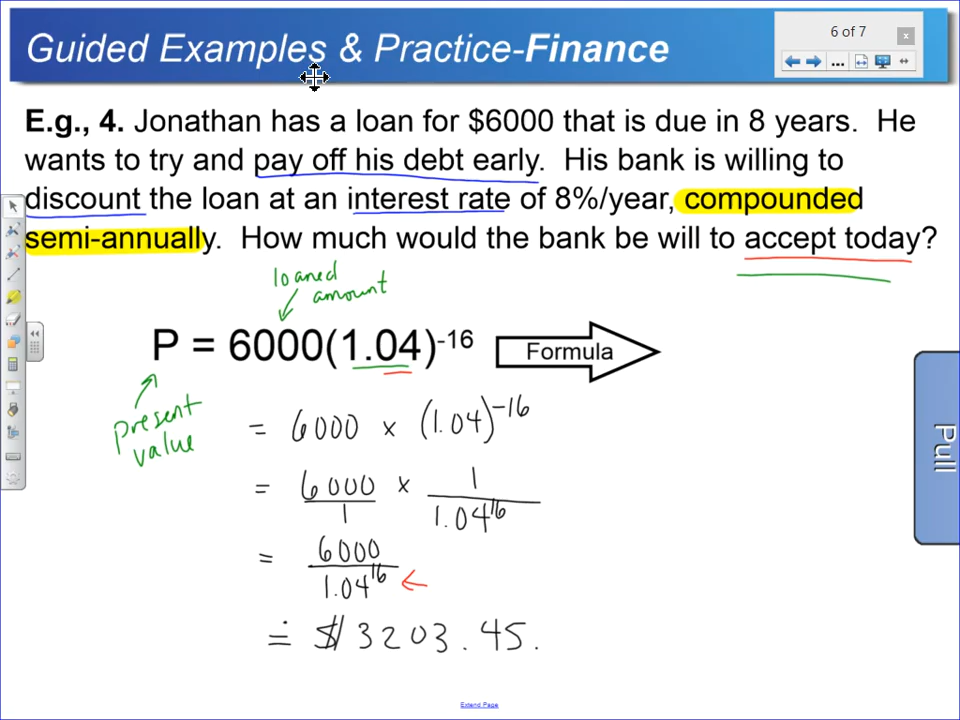 Guided Examples & Practice-Finance
6 of 7
x
...
E.g., 4. Jonathan has a loan for $6000 that is due in 8 years. He
wants to try and pay off his debt early. His bank is willing to
discount the loan at an interest rate of 8%/year, compounded
semi-annually. How much would the bank be will to accept today?
loaned
amount
P = 6000(1.04)⁻¹⁶
Formula
present
value
= 6000 × (1.04)⁻¹⁶
= 6000/1 × 1/1.04¹⁶
= 6000/1.04¹⁶
≐ $3203.45.
Pull
Extend Page